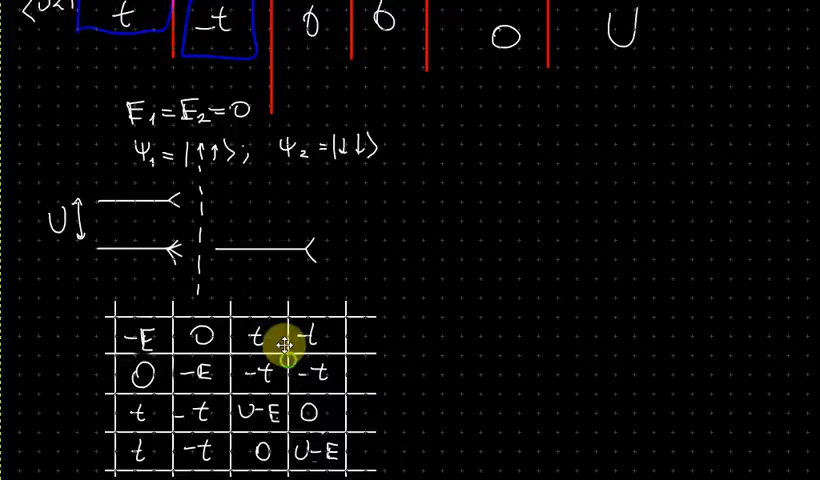 t -t 0 0 0 U
E₁=E₂=0
Ψ₁=|↑↑⟩; Ψ₂=|↓↓⟩
U
-E 0 t t
0 -E -t -t
t -t U-E 0
t -t 0 U-E